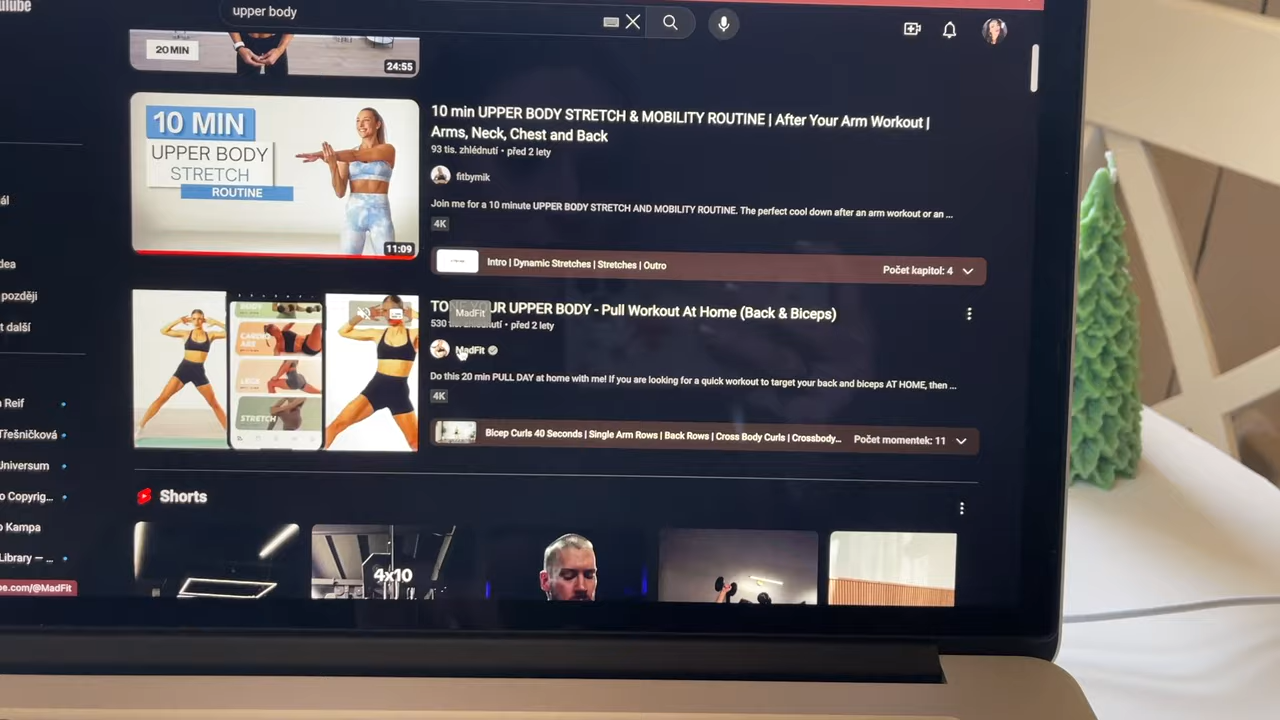 upper body
20 MIN
24:55
10 MIN
UPPER BODY
STRETCH
ROUTINE
11:09
10 min UPPER BODY STRETCH & MOBILITY ROUTINE | After Your Arm Workout |
Arms, Neck, Chest and Back
93 tis. zhlédnutí • před 2 lety
fitbymik
Join me for a 10 minute UPPER BODY STRETCH AND MOBILITY ROUTINE. The perfect cool down after an arm workout or an ...
4K
Intro | Dynamic Stretches | Stretches | Outro
Počet kapitol: 4
později
t další
Reif
Třešničková
Universum
o Copyrig...
Kampa
Library — ...
be.com/@MadFit
CARDIO
LEGS
STRETCH
UR UPPER BODY - Pull Workout At Home (Back & Biceps)
MadFit
530 • před 2 lety
MadFit
Do this 20 min PULL DAY at home with me! If you are looking for a quick workout to target your back and biceps AT HOME, then ...
4K
Bicep Curls 40 Seconds | Single Arm Rows | Back Rows | Cross Body Curls | Crossbody...
Počet momentek: 11
Shorts
4x10